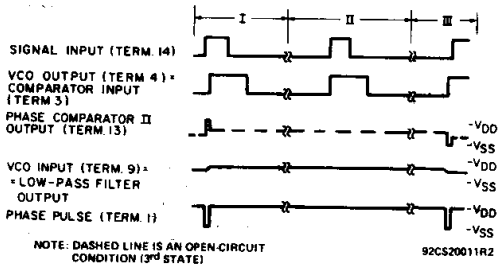 I II III
SIGNAL INPUT (TERM. 14)
VCO OUTPUT (TERM 4) =
COMPARATOR INPUT
(TERM 3)
PHASE COMPARATOR II
OUTPUT (TERM. 13)
-VDD
-VSS
VCO INPUT (TERM. 9) =
= LOW-PASS FILTER
OUTPUT
-VDD
-VSS
PHASE PULSE (TERM. 1)
-VDD
-VSS
NOTE: DASHED LINE IS AN OPEN-CIRCUIT
CONDITION (3rd STATE)
92CS20011R2